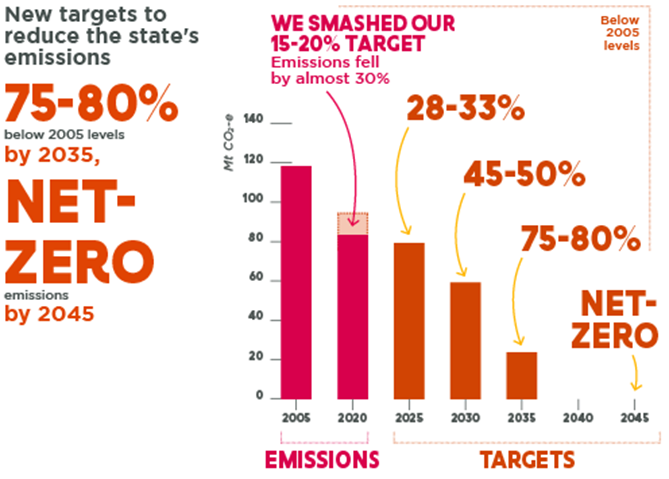 New targets to
reduce the state's
emissions
75-80%
below 2005 levels
by 2035,
NET-
ZERO
emissions
by 2045
WE SMASHED OUR
15-20% TARGET
Emissions fell
by almost 30%
Below
2005
levels
28-33%
45-50%
75-80%
NET-
ZERO
Mt CO₂-e
140
120
100
80
60
40
20
0
2005 2020 2025 2030 2035 2040 2045
EMISSIONS TARGETS